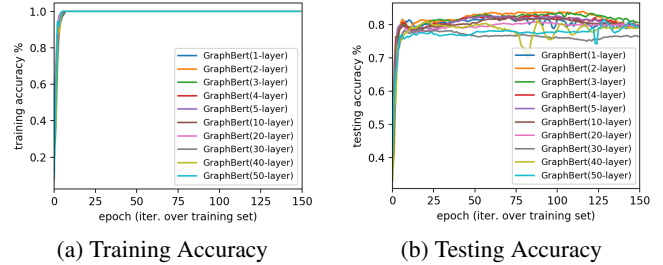 1.0
0.8
0.6
0.4
0.2
training accuracy %
GraphBert(1-layer)
GraphBert(2-layer)
GraphBert(3-layer)
GraphBert(4-layer)
GraphBert(5-layer)
GraphBert(10-layer)
GraphBert(20-layer)
GraphBert(30-layer)
GraphBert(40-layer)
GraphBert(50-layer)
0 25 50 75 100 125 150
epoch (iter. over training set)
(a) Training Accuracy
0.8
0.7
0.6
0.5
0.4
testing accuracy %
GraphBert(1-layer)
GraphBert(2-layer)
GraphBert(3-layer)
GraphBert(4-layer)
GraphBert(5-layer)
GraphBert(10-layer)
GraphBert(20-layer)
GraphBert(30-layer)
GraphBert(40-layer)
GraphBert(50-layer)
0 25 50 75 100 125 150
epoch (iter. over training set)
(b) Testing Accuracy